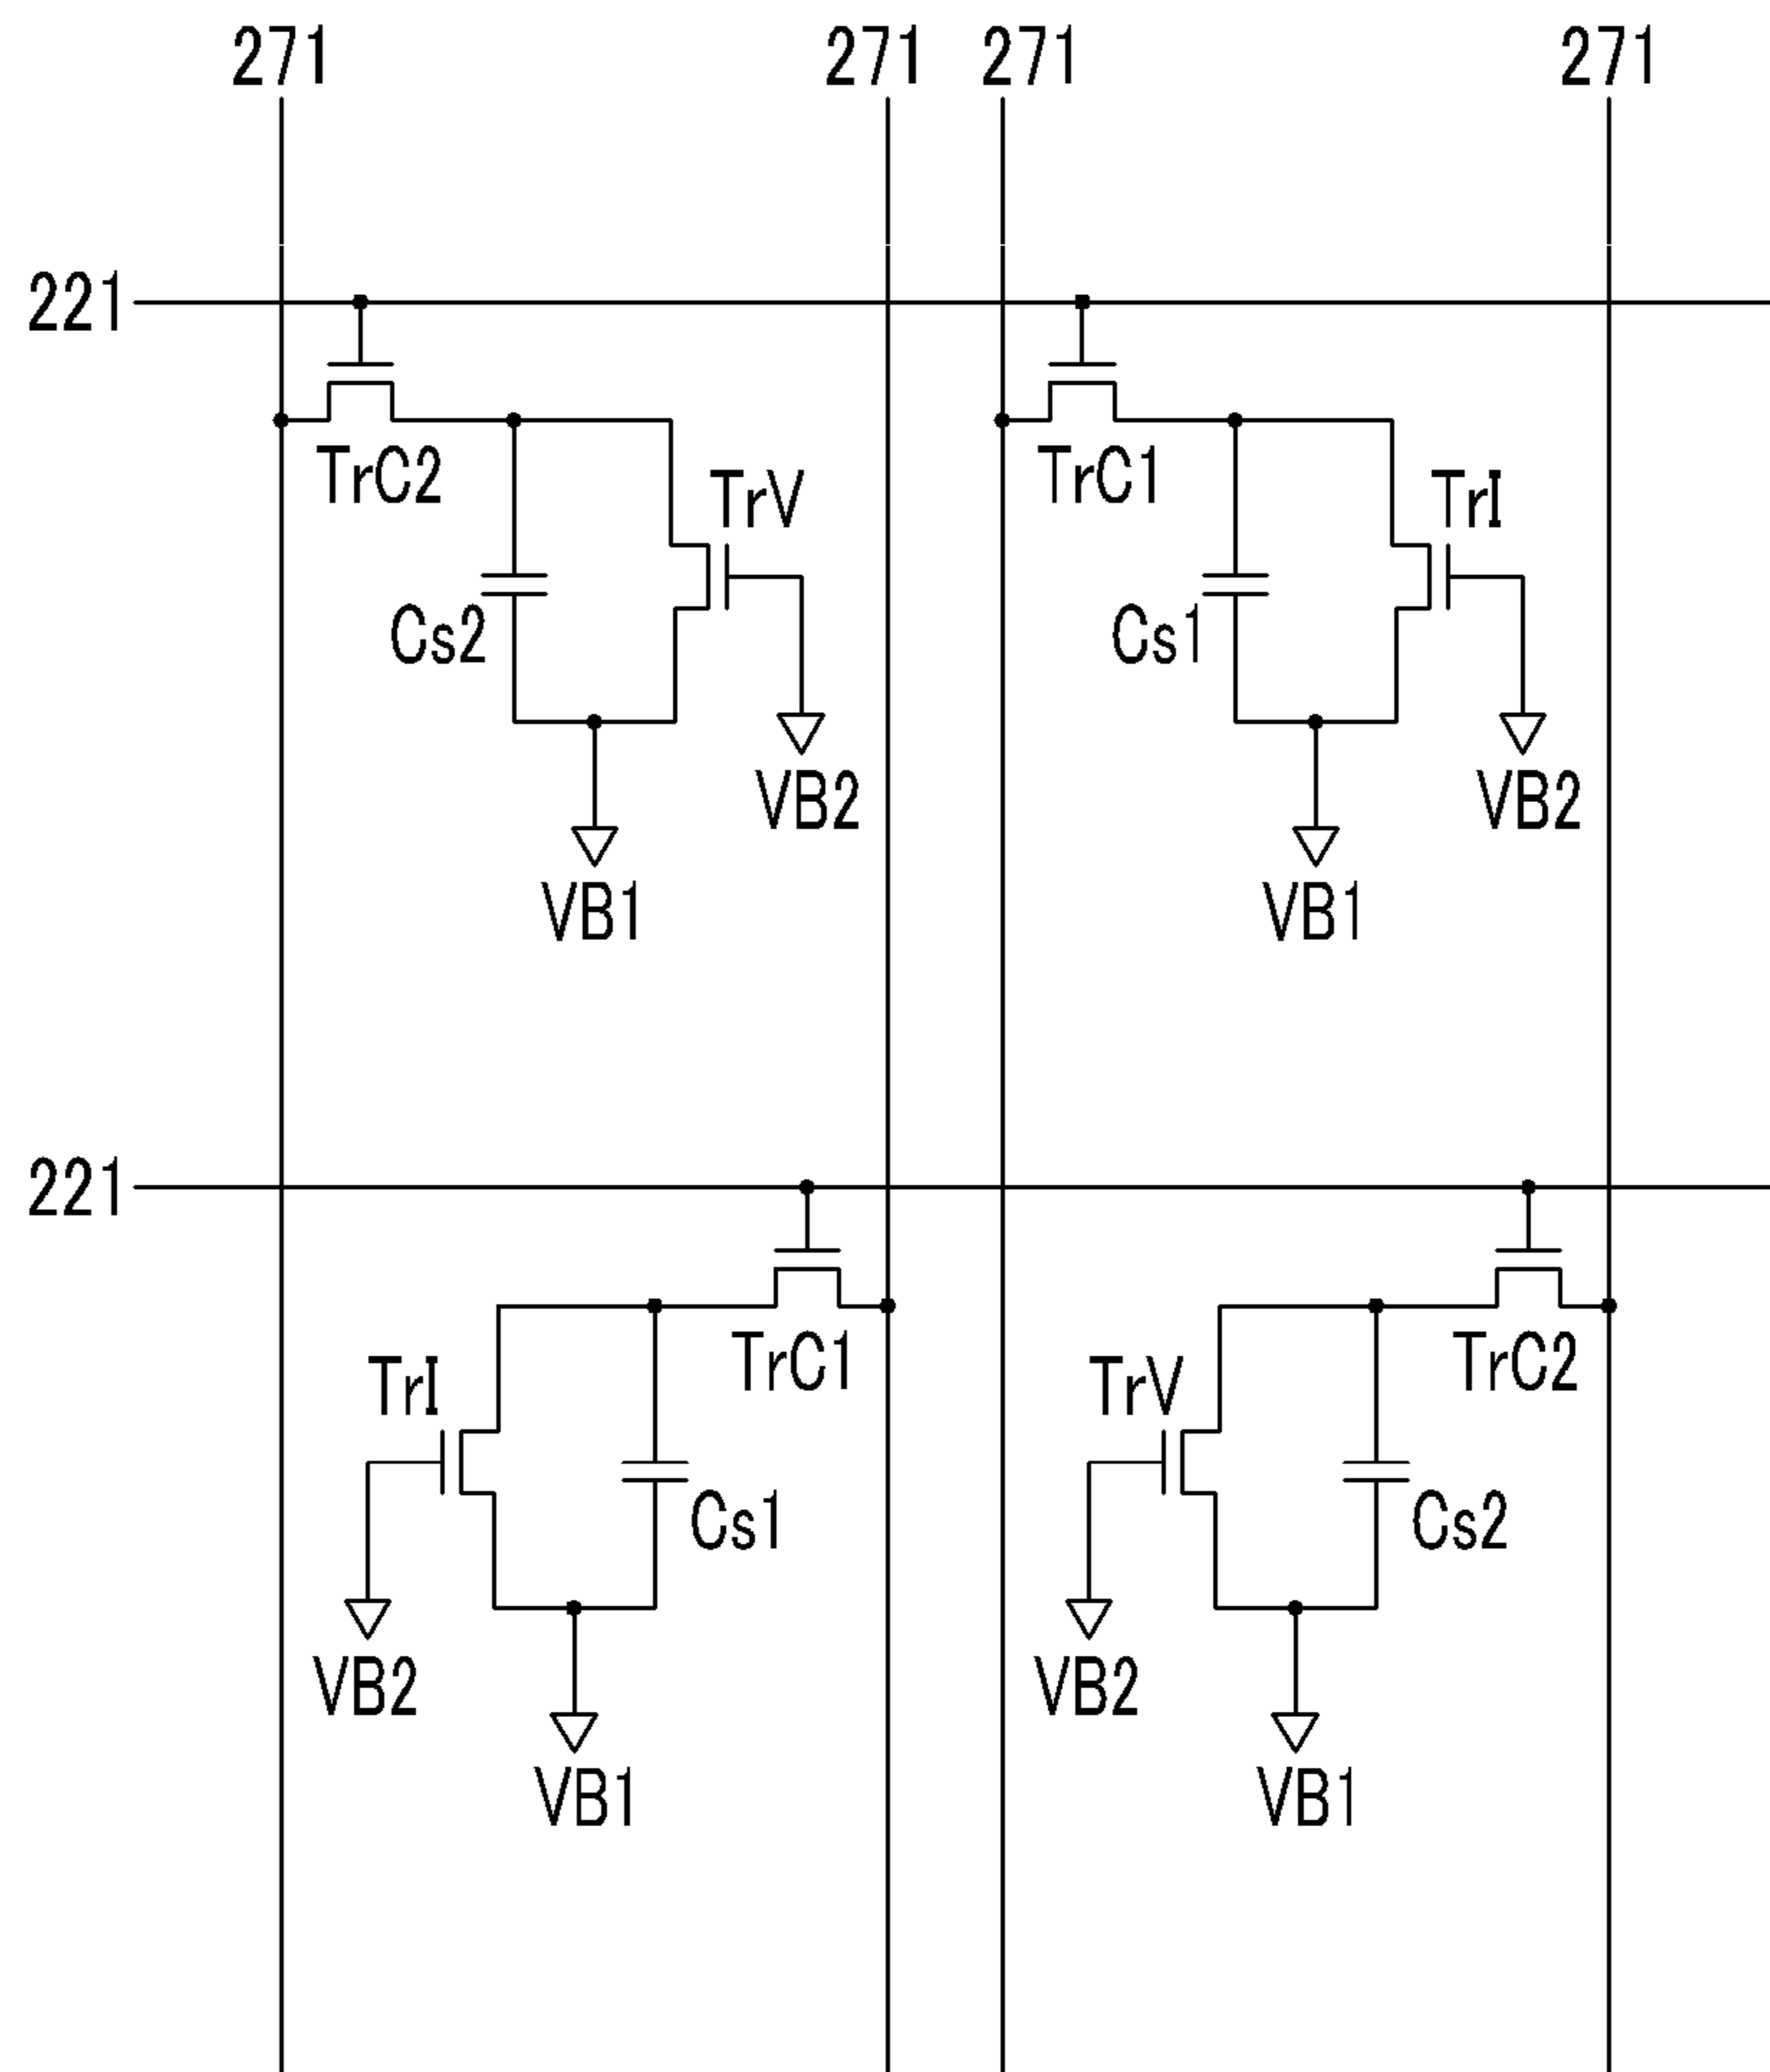 271 271 271 271
221
TrC2 TrC1
TrV TrI
Cs2 Cs1
VB2 VB2
VB1 VB1
221
TrC1 TrC2
TrI TrV
Cs1 Cs2
VB2 VB2
VB1 VB1